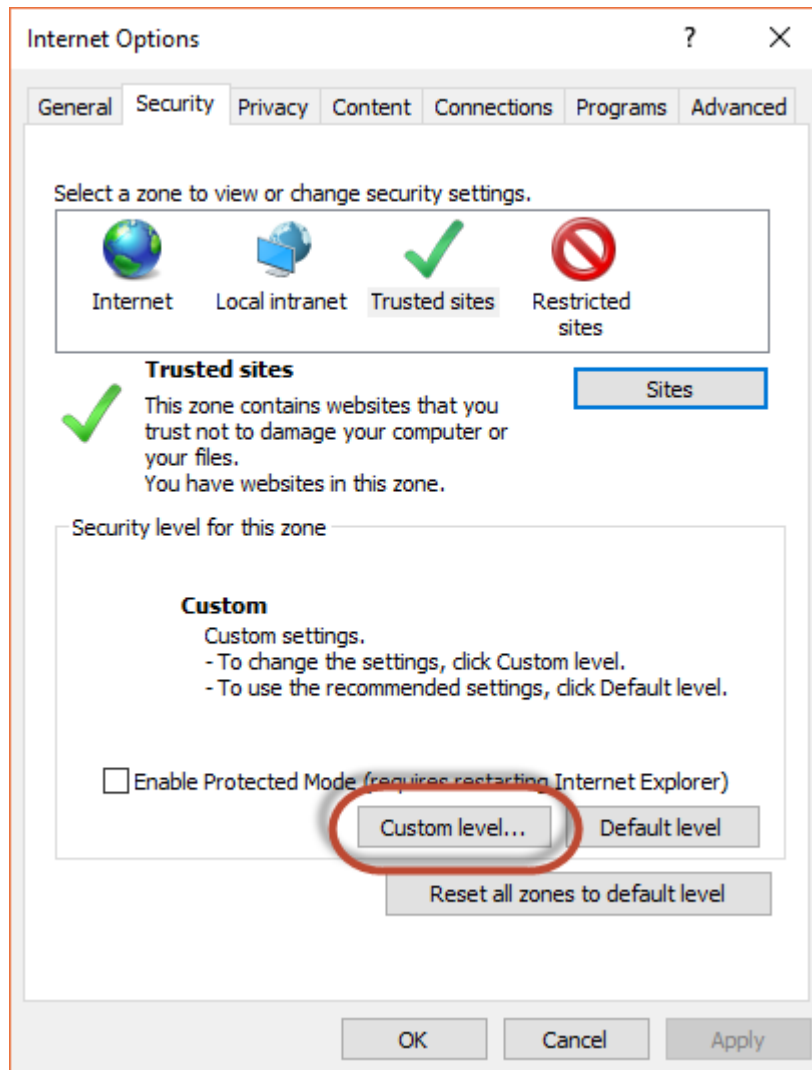 Internet Options ?
General Security Privacy Content Connections Programs Advanced
Select a zone to view or change security settings.
Internet Local intranet Trusted sites Restricted
sites
Trusted sites
Sites
This zone contains websites that you
trust not to damage your computer or
your files.
You have websites in this zone.
Security level for this zone
Custom
Custom settings.
- To change the settings, click Custom level.
- To use the recommended settings, click Default level.
Enable Protected Mode (requires restarting Internet Explorer)
Custom level... Default level
Reset all zones to default level
OK Cancel Apply